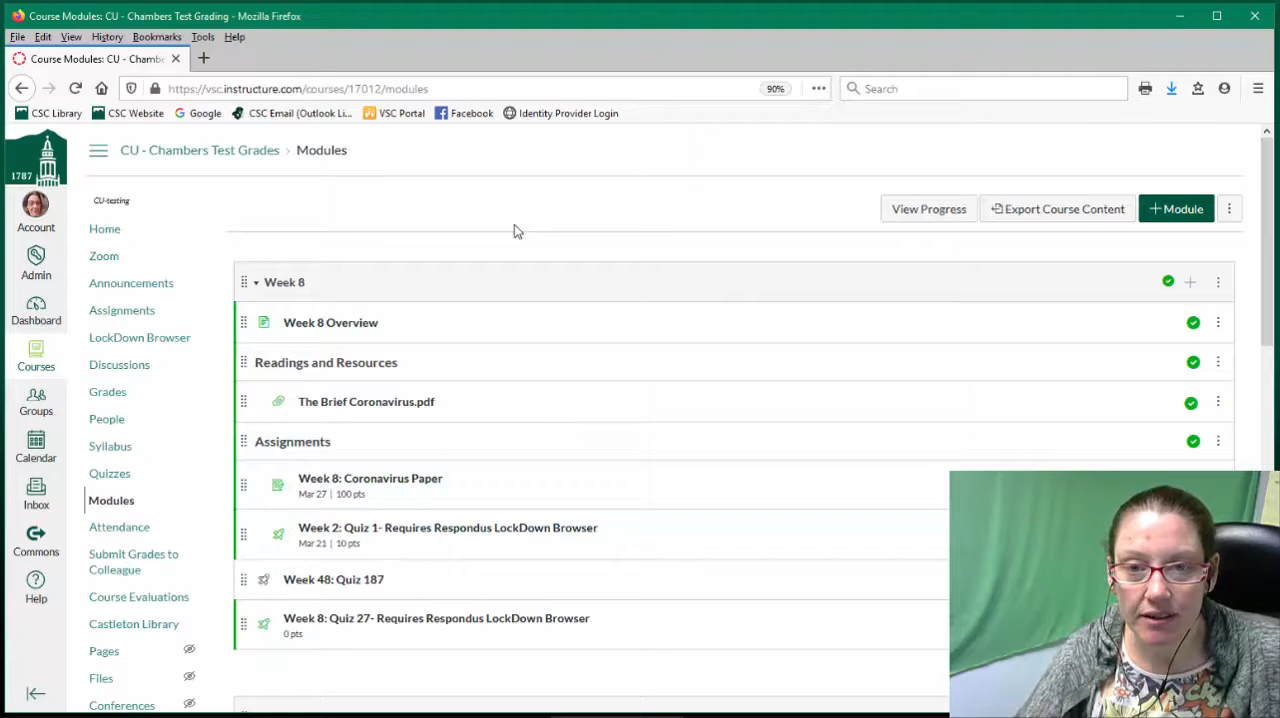 Course Modules: CU - Chambers Test Grading - Mozilla Firefox
File Edit View History Bookmarks Tools Help
Course Modules: CU - Chambe
https://vsc.instructure.com/courses/17012/modules
90%
Search
CSC Library CSC Website Google CSC Email (Outlook Li... VSC Portal Facebook Identity Provider Login
1787
CU - Chambers Test Grades › Modules
CU-testing
View Progress
Export Course Content
+ Module
Account
Admin
Dashboard
Courses
Groups
Calendar
Inbox
Commons
Help
Home
Zoom
Announcements
Assignments
LockDown Browser
Discussions
Grades
People
Syllabus
Quizzes
Modules
Attendance
Submit Grades to
Colleague
Course Evaluations
Castleton Library
Pages
Files
Conferences
Week 8
Week 8 Overview
Readings and Resources
The Brief Coronavirus.pdf
Assignments
Week 8: Coronavirus Paper
Mar 27 | 100 pts
Week 2: Quiz 1- Requires Respondus LockDown Browser
Mar 21 | 10 pts
Week 48: Quiz 187
Week 8: Quiz 27- Requires Respondus LockDown Browser
0 pts